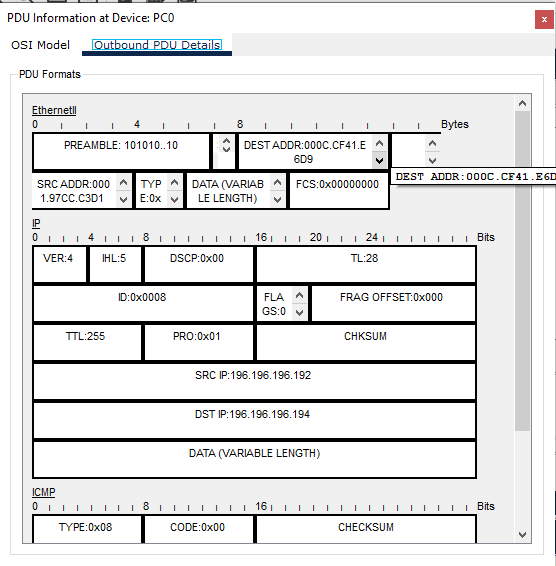 PDU Information at Device: PC0
x
OSI Model Outbound PDU Details
PDU Formats
EthernetII
0 4 8 Bytes
PREAMBLE: 101010..10 DEST ADDR:000C.CF41.E
6D9
DEST ADDR:000C.CF41.E6D
SRC ADDR:000
1.97CC.C3D1
TYP
E:0x
DATA (VARIAB
LE LENGTH)
FCS:0x00000000
IP
0 4 8 16 20 24 Bits
VER:4 IHL:5 DSCP:0x00 TL:28
ID:0x0008 FLA
GS:0
FRAG OFFSET:0x000
TTL:255 PRO:0x01 CHKSUM
SRC IP:196.196.196.192
DST IP:196.196.196.194
DATA (VARIABLE LENGTH)
ICMP
0 8 16 Bits
TYPE:0x08 CODE:0x00 CHECKSUM